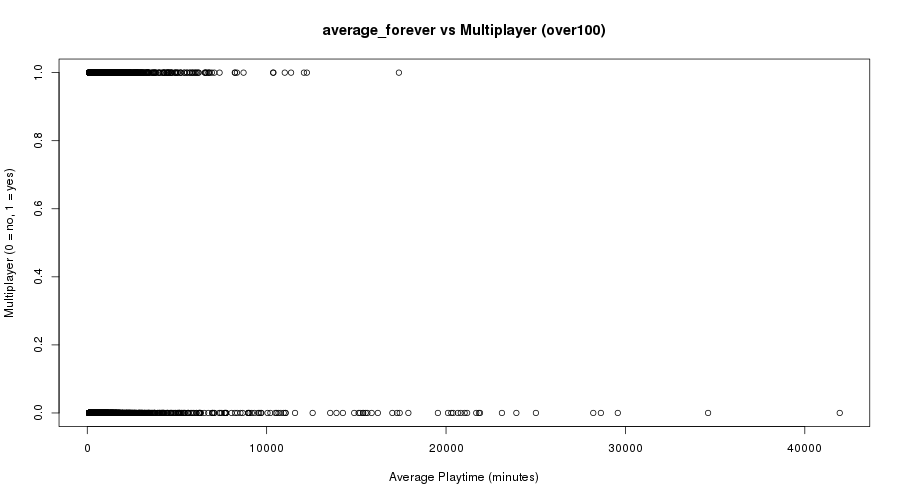 average_forever vs Multiplayer (over100)
Multiplayer (0 = no, 1 = yes)
1.0
0.8
0.6
0.4
0.2
0.0
0 10000 20000 30000 40000
Average Playtime (minutes)